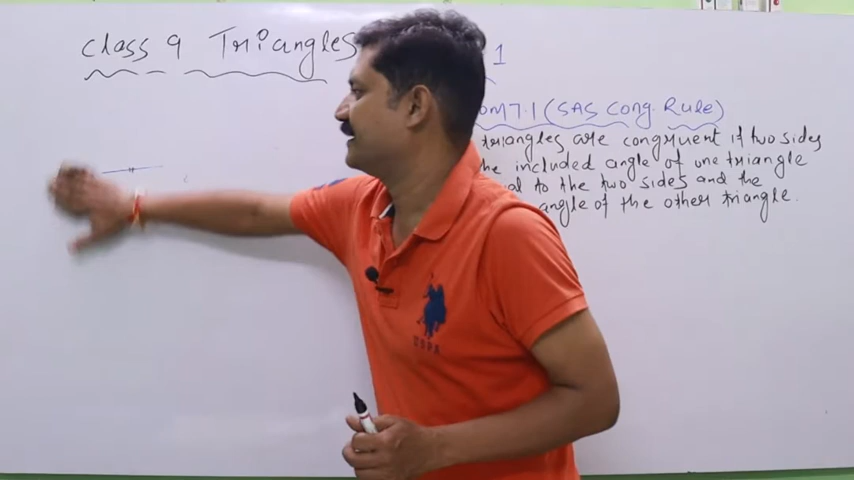 class 9 Triangles 1
7.1 (SAS Cong. Rule)
triangles are congruent if two sides
included angle of one triangle
to the two sides and the
angle of the other triangle.
USPA